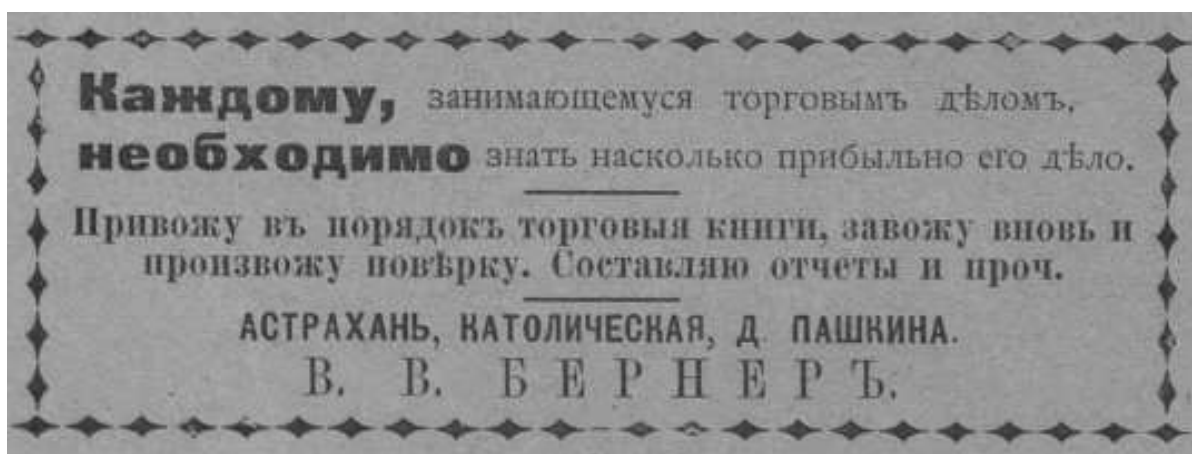 Каждому, занимающемуся торговымъ дѣломъ,
необходимо знать насколько прибыльно его дѣло.
Привожу въ порядокъ торговыя книги, завожу вновь и
произвожу повѣрку. Составляю отчеты и проч.
АСТРАХАНЬ, КАТОЛИЧЕСКАЯ, Д ПАШКИНА.
В. В. БЕРНЕРЪ.